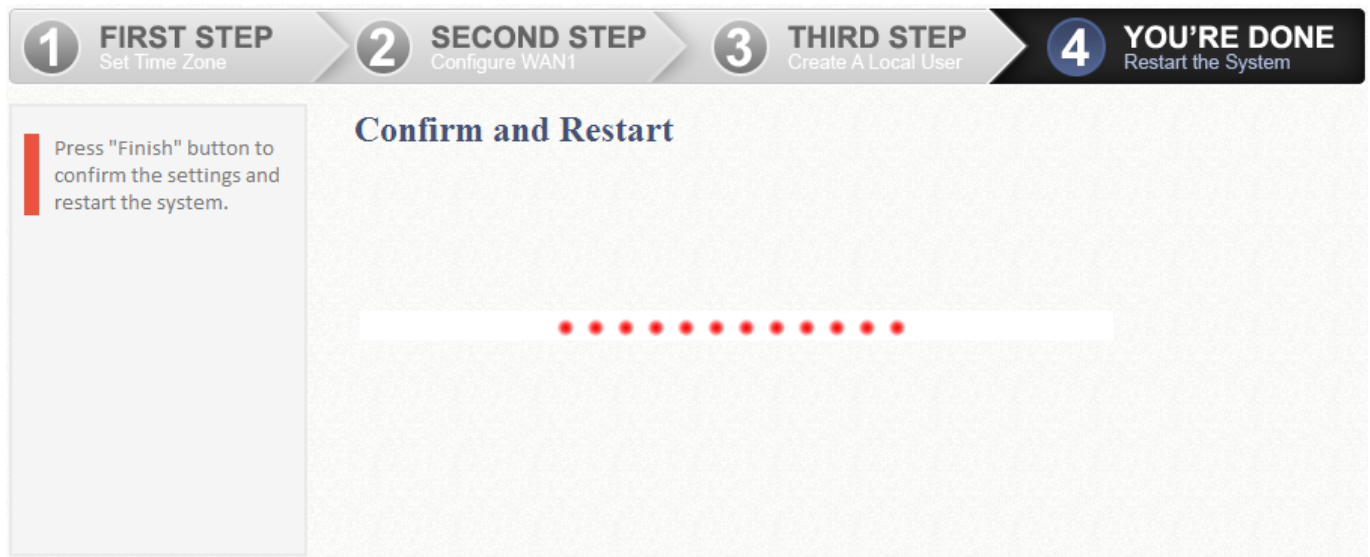 1 FIRST STEP
Set Time Zone
2 SECOND STEP
Configure WAN1
3 THIRD STEP
Create A Local User
4 YOU'RE DONE
Restart the System
Press "Finish" button to
confirm the settings and
restart the system.
Confirm and Restart